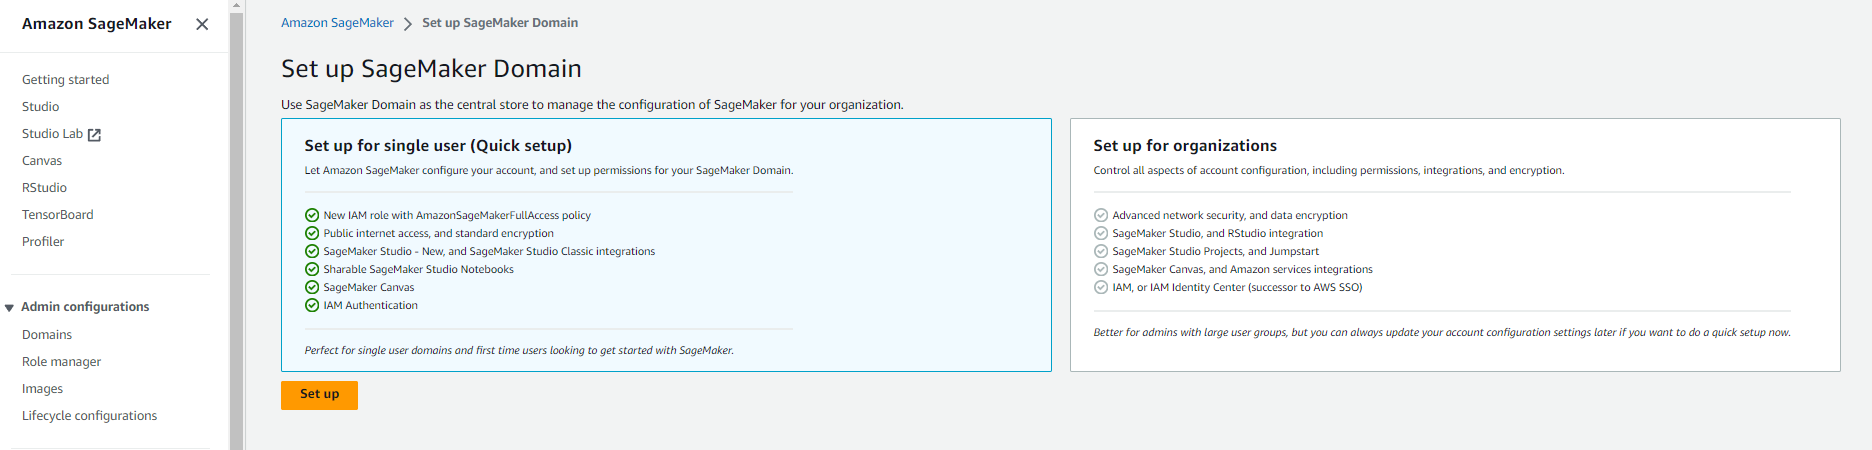 Amazon SageMaker
Getting started
Studio
Studio Lab
Canvas
RStudio
TensorBoard
Profiler
Admin configurations
Domains
Role manager
Images
Lifecycle configurations
Amazon SageMaker > Set up SageMaker Domain
Set up SageMaker Domain
Use SageMaker Domain as the central store to manage the configuration of SageMaker for your organization.
Set up for single user (Quick setup)
Let Amazon SageMaker configure your account, and set up permissions for your SageMaker Domain.
New IAM role with AmazonSageMakerFullAccess policy
Public internet access, and standard encryption
SageMaker Studio - New, and SageMaker Studio Classic integrations
Sharable SageMaker Studio Notebooks
SageMaker Canvas
IAM Authentication
Perfect for single user domains and first time users looking to get started with SageMaker.
Set up for organizations
Control all aspects of account configuration, including permissions, integrations, and encryption.
Advanced network security, and data encryption
SageMaker Studio, and RStudio integration
SageMaker Studio Projects, and Jumpstart
SageMaker Canvas, and Amazon services integrations
IAM, or IAM Identity Center (successor to AWS SSO)
Better for admins with large user groups, but you can always update your account configuration settings later if you want to do a quick setup now.
Set up